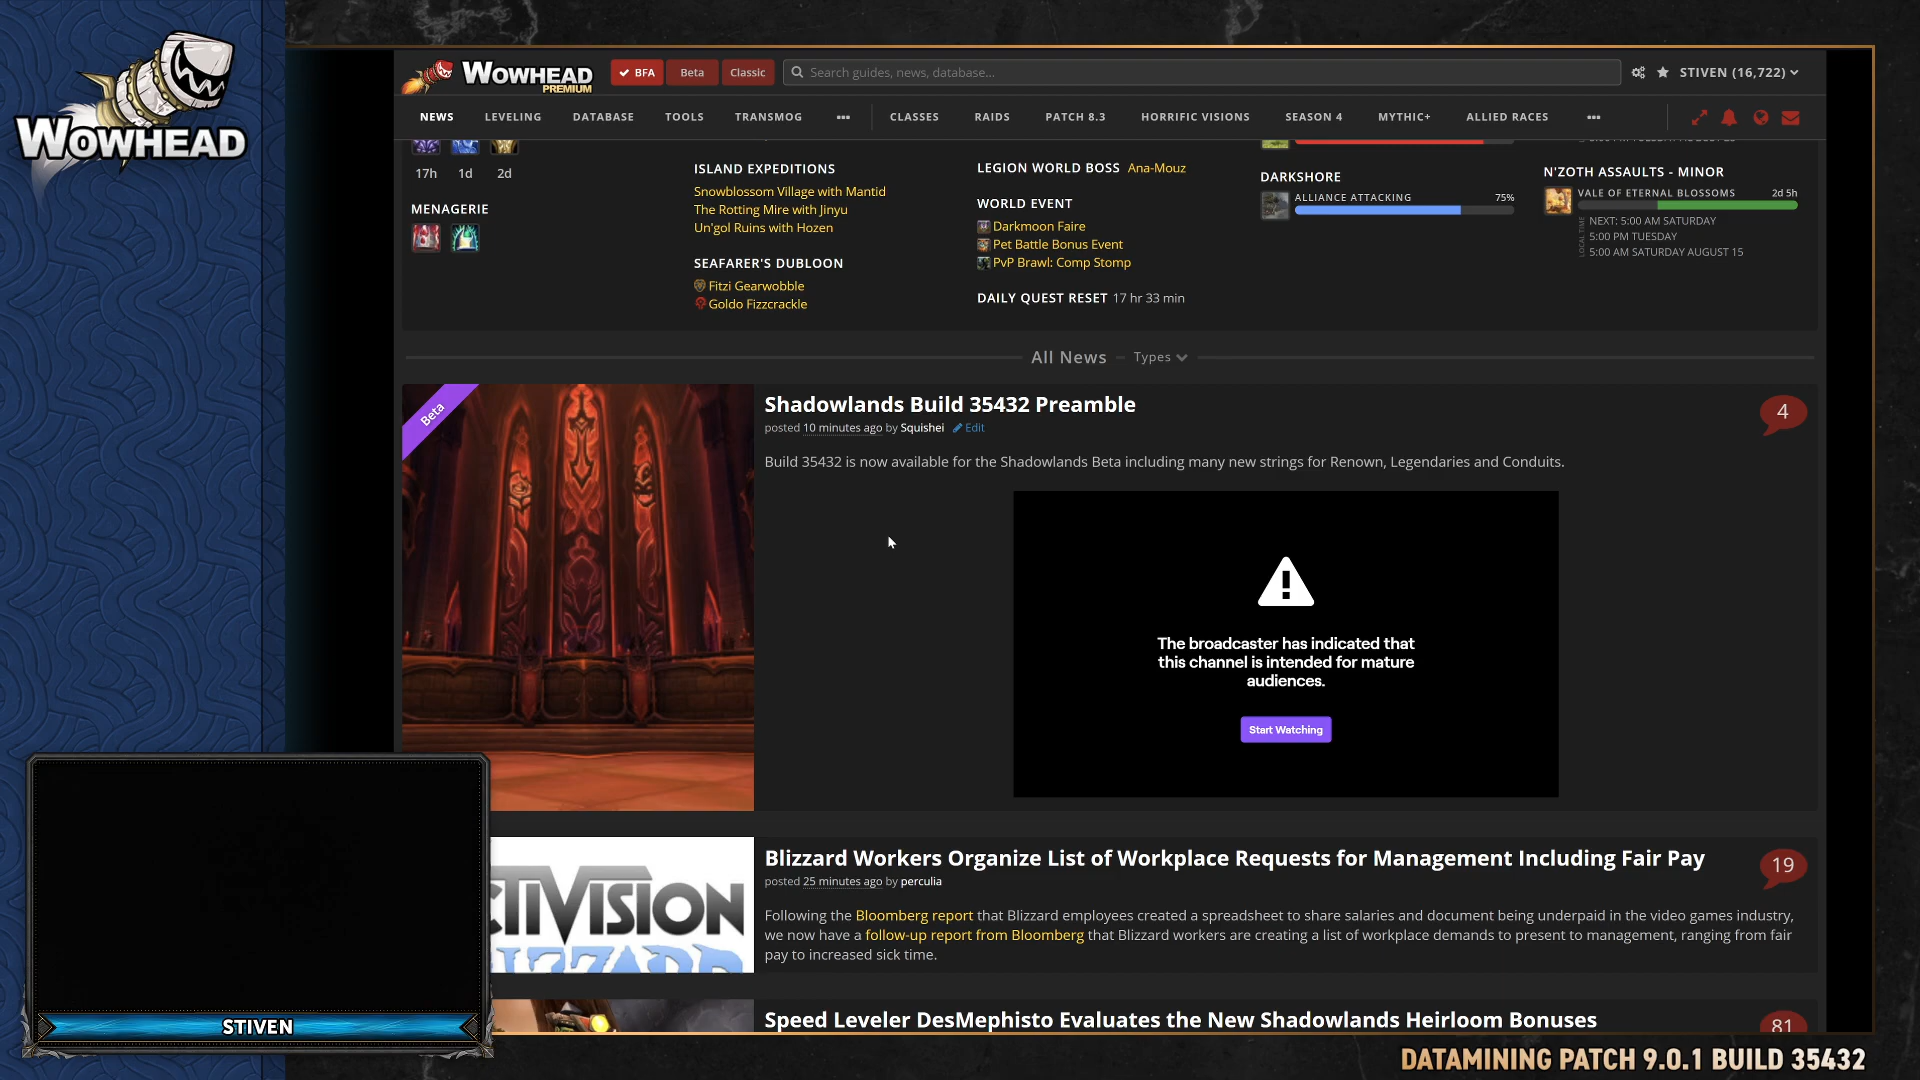 WOWHEAD
WOWHEAD
PREMIUM
BFA
Beta
Classic
Search guides, news, database...
STIVEN (16,722)
NEWS
LEVELING
DATABASE
TOOLS
TRANSMOG
CLASSES
RAIDS
PATCH 8.3
HORRIFIC VISIONS
SEASON 4
MYTHIC+
ALLIED RACES
17h
1d
2d
MENAGERIE
ISLAND EXPEDITIONS
Snowblossom Village with Mantid
The Rotting Mire with Jinyu
Un'gol Ruins with Hozen
SEAFARER'S DUBLOON
Fitzi Gearwobble
Goldo Fizzcrackle
LEGION WORLD BOSS Ana-Mouz
WORLD EVENT
Darkmoon Faire
Pet Battle Bonus Event
PvP Brawl: Comp Stomp
DAILY QUEST RESET 17 hr 33 min
DARKSHORE
ALLIANCE ATTACKING 75%
N'ZOTH ASSAULTS - MINOR
VALE OF ETERNAL BLOSSOMS 2d 5h
LOCAL TIME
NEXT: 5:00 AM SATURDAY
5:00 PM TUESDAY
5:00 AM SATURDAY AUGUST 15
All News
Types
Beta
Shadowlands Build 35432 Preamble
4
posted 10 minutes ago by Squishei Edit
Build 35432 is now available for the Shadowlands Beta including many new strings for Renown, Legendaries and Conduits.
The broadcaster has indicated that
this channel is intended for mature
audiences.
Start Watching
CTIVISION
BLIZZARD
Blizzard Workers Organize List of Workplace Requests for Management Including Fair Pay
19
posted 25 minutes ago by perculia
Following the Bloomberg report that Blizzard employees created a spreadsheet to share salaries and document being underpaid in the video games industry,
we now have a follow-up report from Bloomberg that Blizzard workers are creating a list of workplace demands to present to management, ranging from fair
pay to increased sick time.
Speed Leveler DesMephisto Evaluates the New Shadowlands Heirloom Bonuses
81
STIVEN
DATAMINING PATCH 9.0.1 BUILD 35432